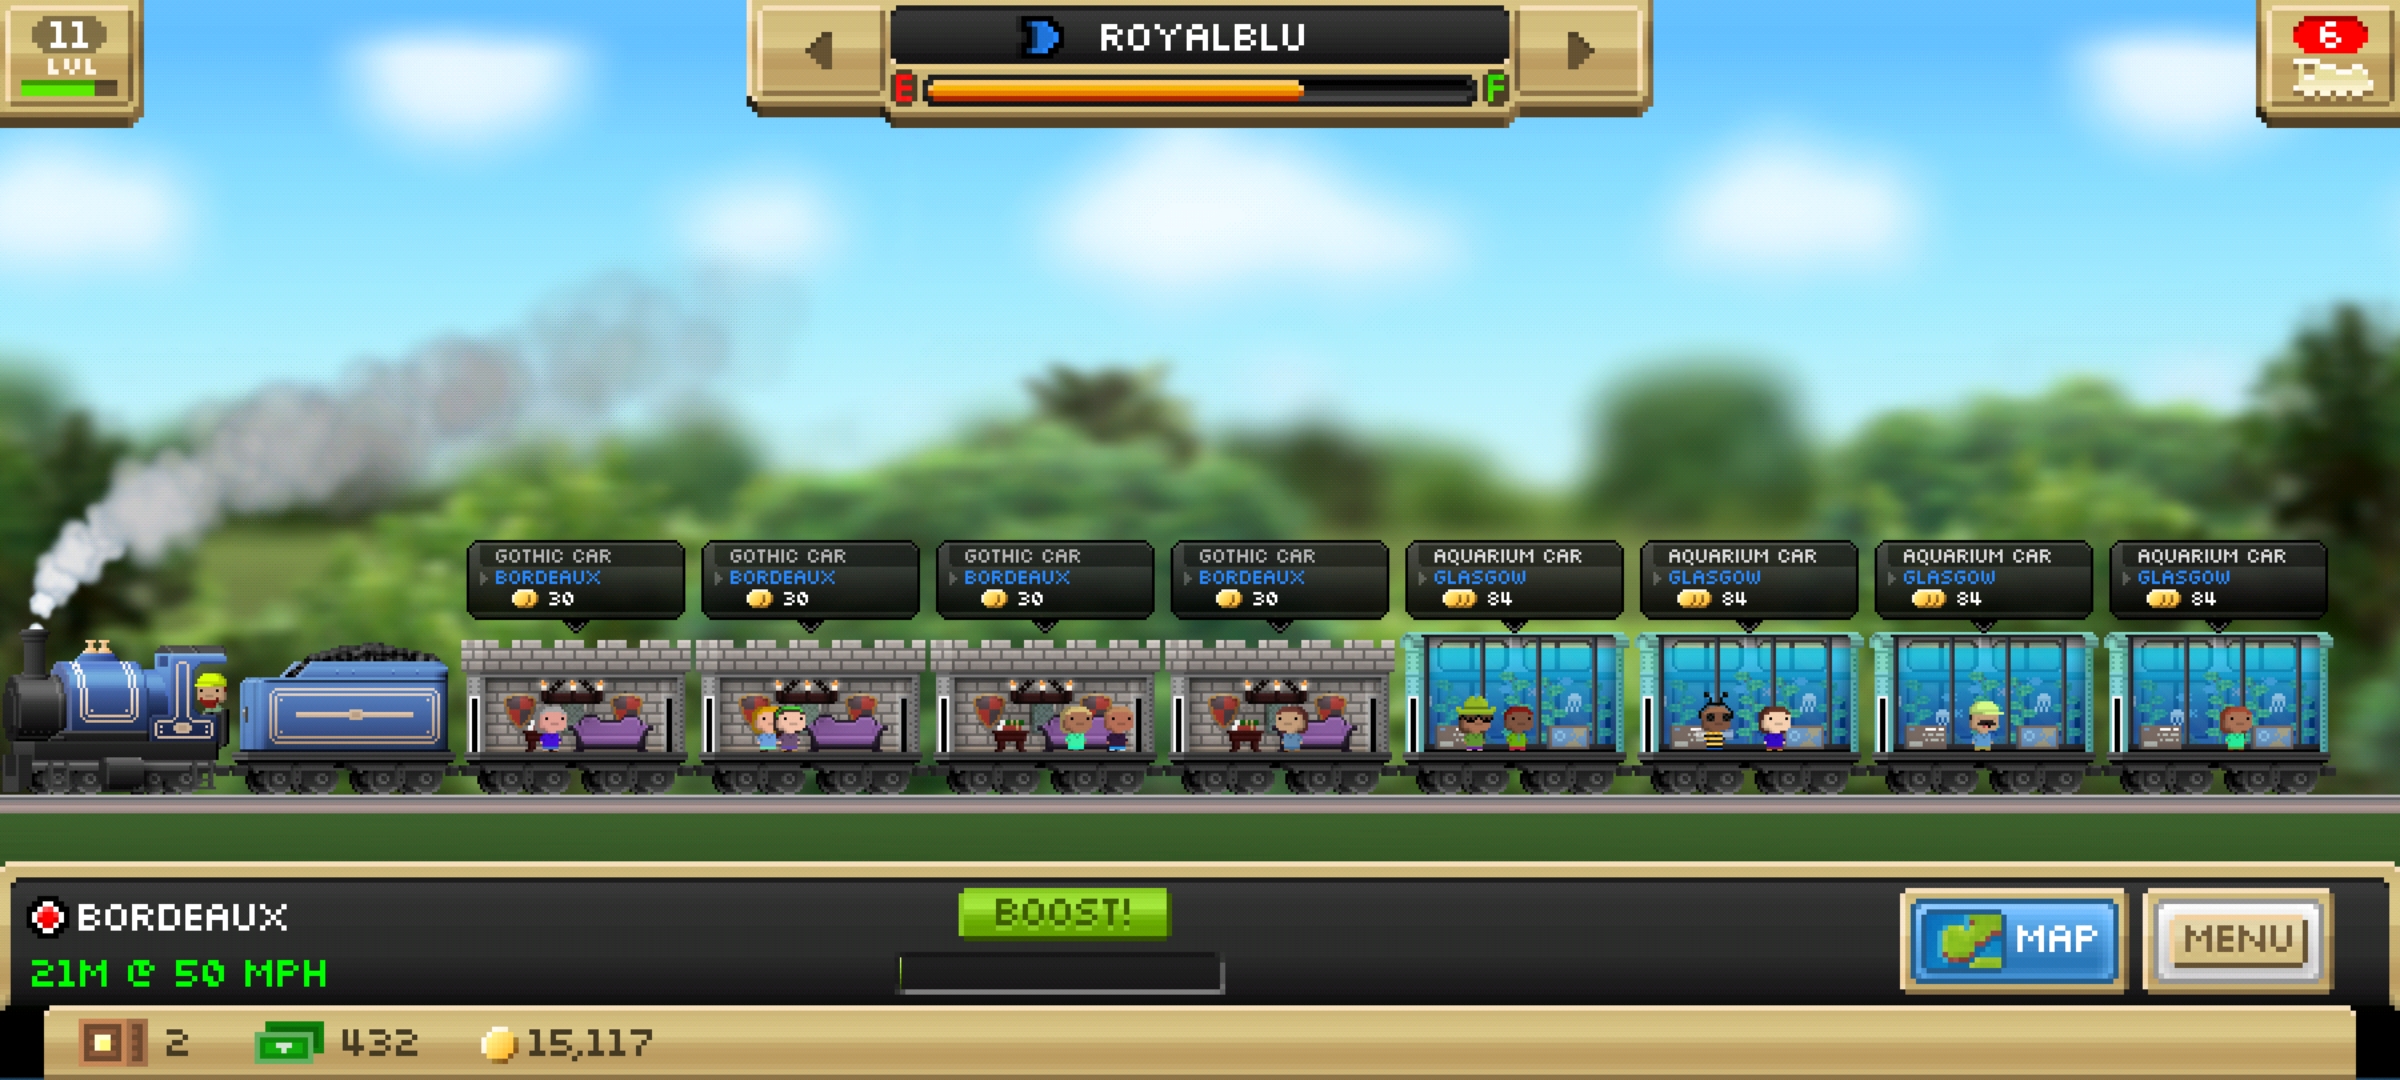 11
LVL
ROYALBLU
E F
6
GOTHIC CAR
BORDEAUX
30
GOTHIC CAR
BORDEAUX
30
GOTHIC CAR
BORDEAUX
30
GOTHIC CAR
BORDEAUX
30
AQUARIUM CAR
GLASGOW
84
AQUARIUM CAR
GLASGOW
84
AQUARIUM CAR
GLASGOW
84
AQUARIUM CAR
GLASGOW
84
BORDEAUX
21M @ 50 MPH
BOOST!
MAP
MENU
2 432 15,117